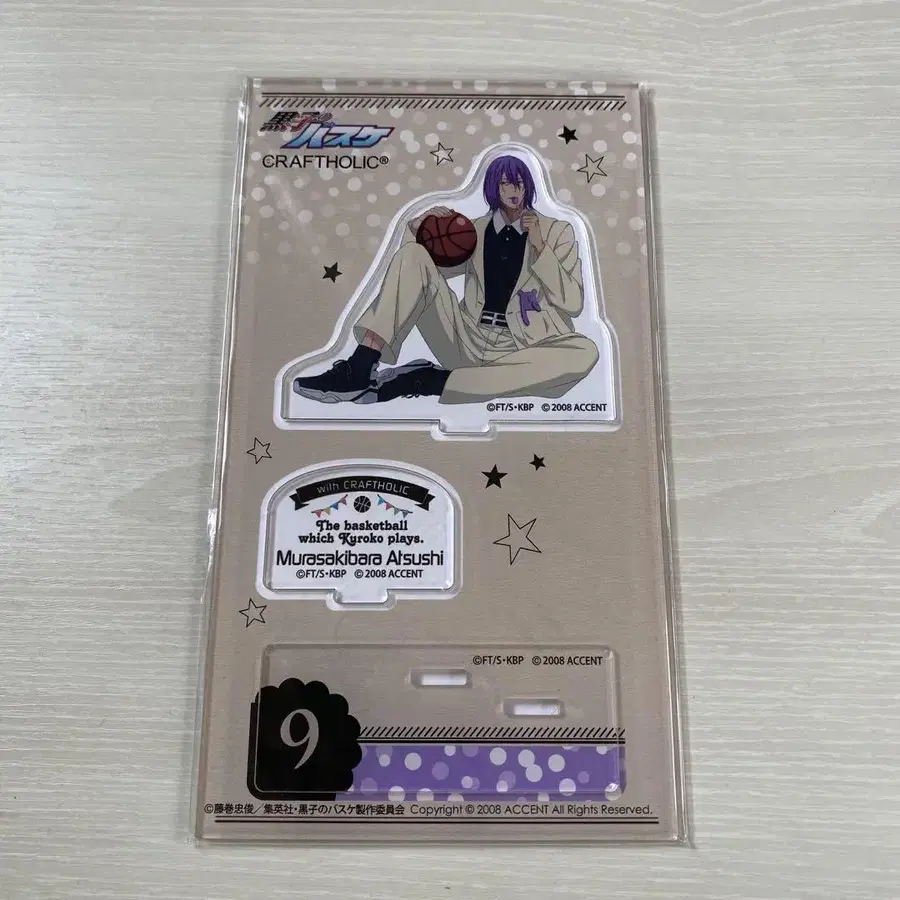 黒子のバスケ
CRAFTHOLIC®
©FT/S・KBP © 2008 ACCENT
with CRAFTHOLIC
The basketball
which Kuroko plays.
Murasakibara Atsushi
©FT/S・KBP © 2008 ACCENT
©FT/S・KBP © 2008 ACCENT
9
©藤巻忠俊／集英社・黒子のバスケ製作委員会 Copyright © 2008 ACCENT All Rights Reserved.